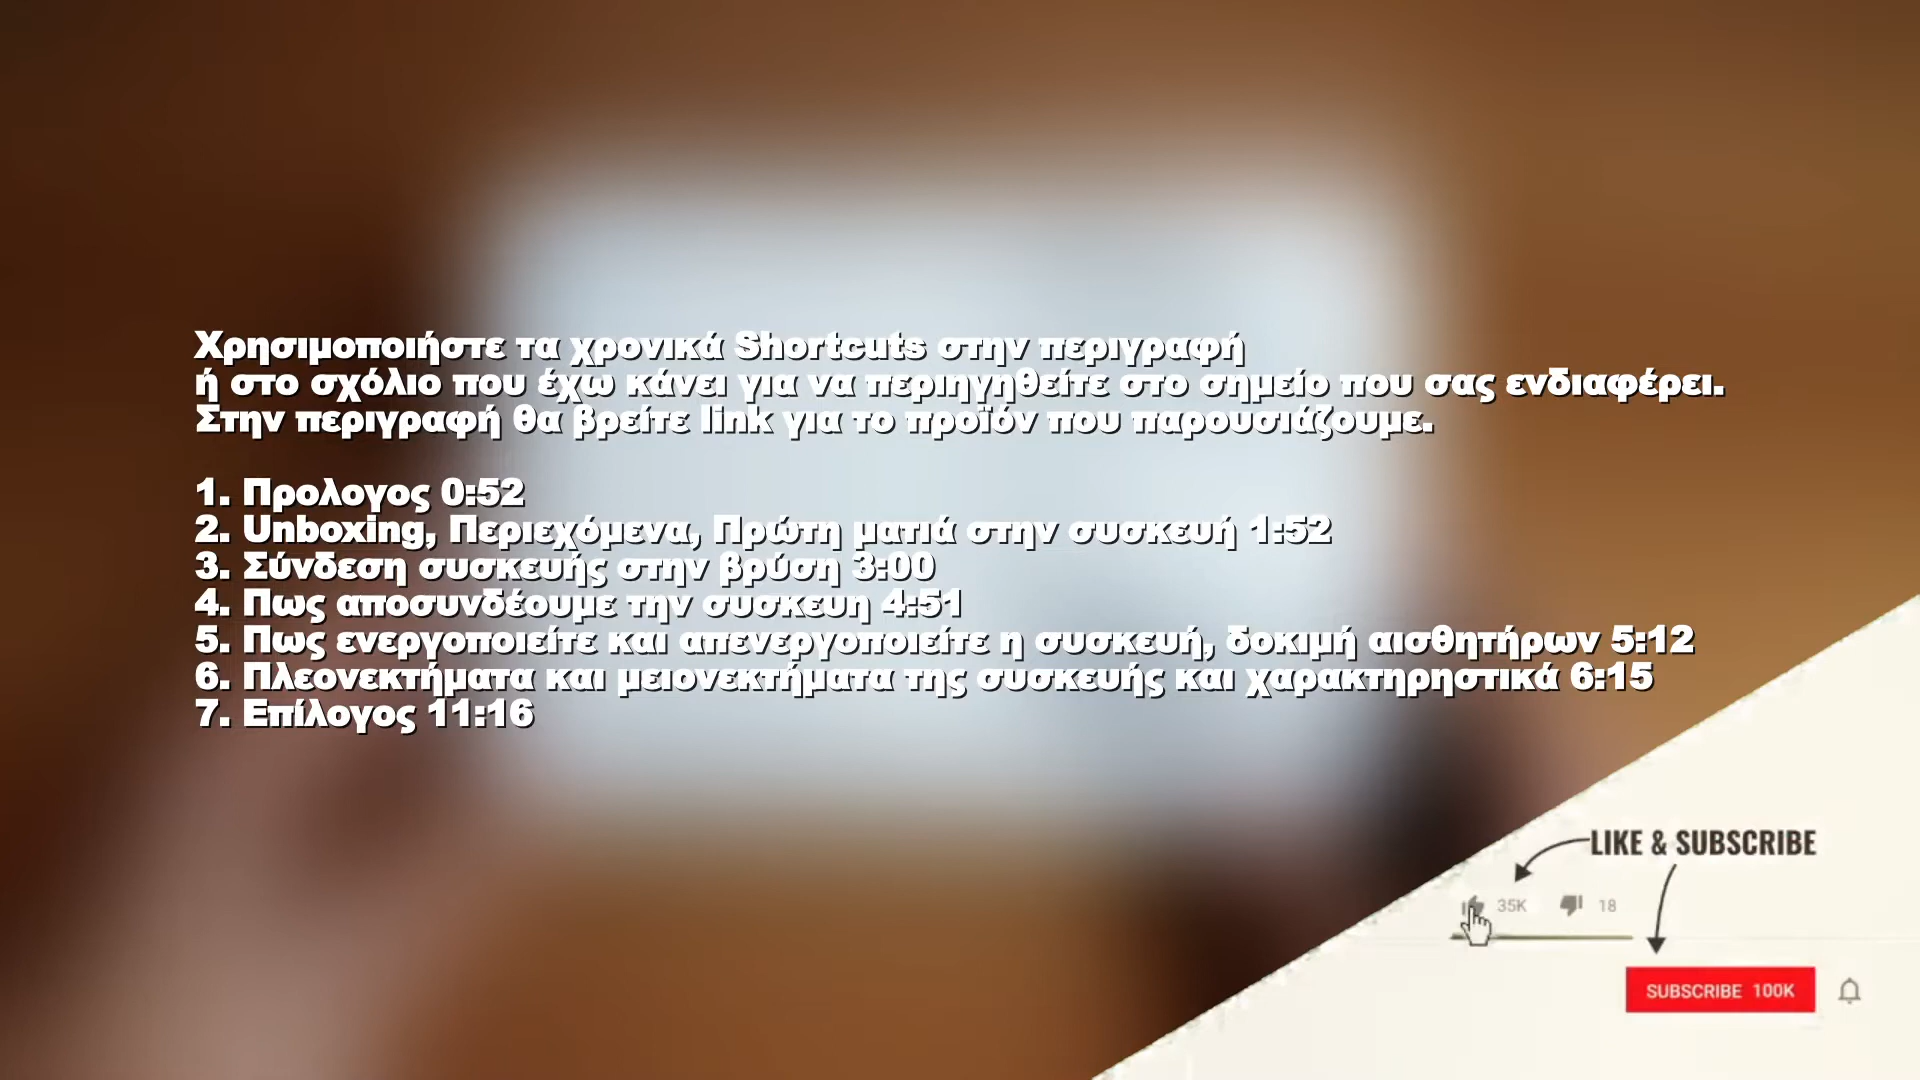 Χρησιμοποιήστε τα χρονικά Shortcuts στην περιγραφή
ή στο σχόλιο που έχω κάνει για να περιηγηθείτε στο σημείο που σας ενδιαφέρει.
Στην περιγραφή θα βρείτε link για το προϊόν που παρουσιάζουμε.
1. Προλογος 0:52
2. Unboxing, Περιεχόμενα, Πρώτη ματιά στην συσκευή 1:52
3. Σύνδεση συσκευής στην βρύση 3:00
4. Πως αποσυνδέουμε την συσκευη 4:51
5. Πως ενεργοποιείτε και απενεργοποιείτε η συσκευή, δοκιμή αισθητήρων 5:12
6. Πλεονεκτήματα και μειονεκτήματα της συσκευής και χαρακτηρηστικά 6:15
7. Επίλογος 11:16
LIKE & SUBSCRIBE
35K 18
SUBSCRIBE 100K